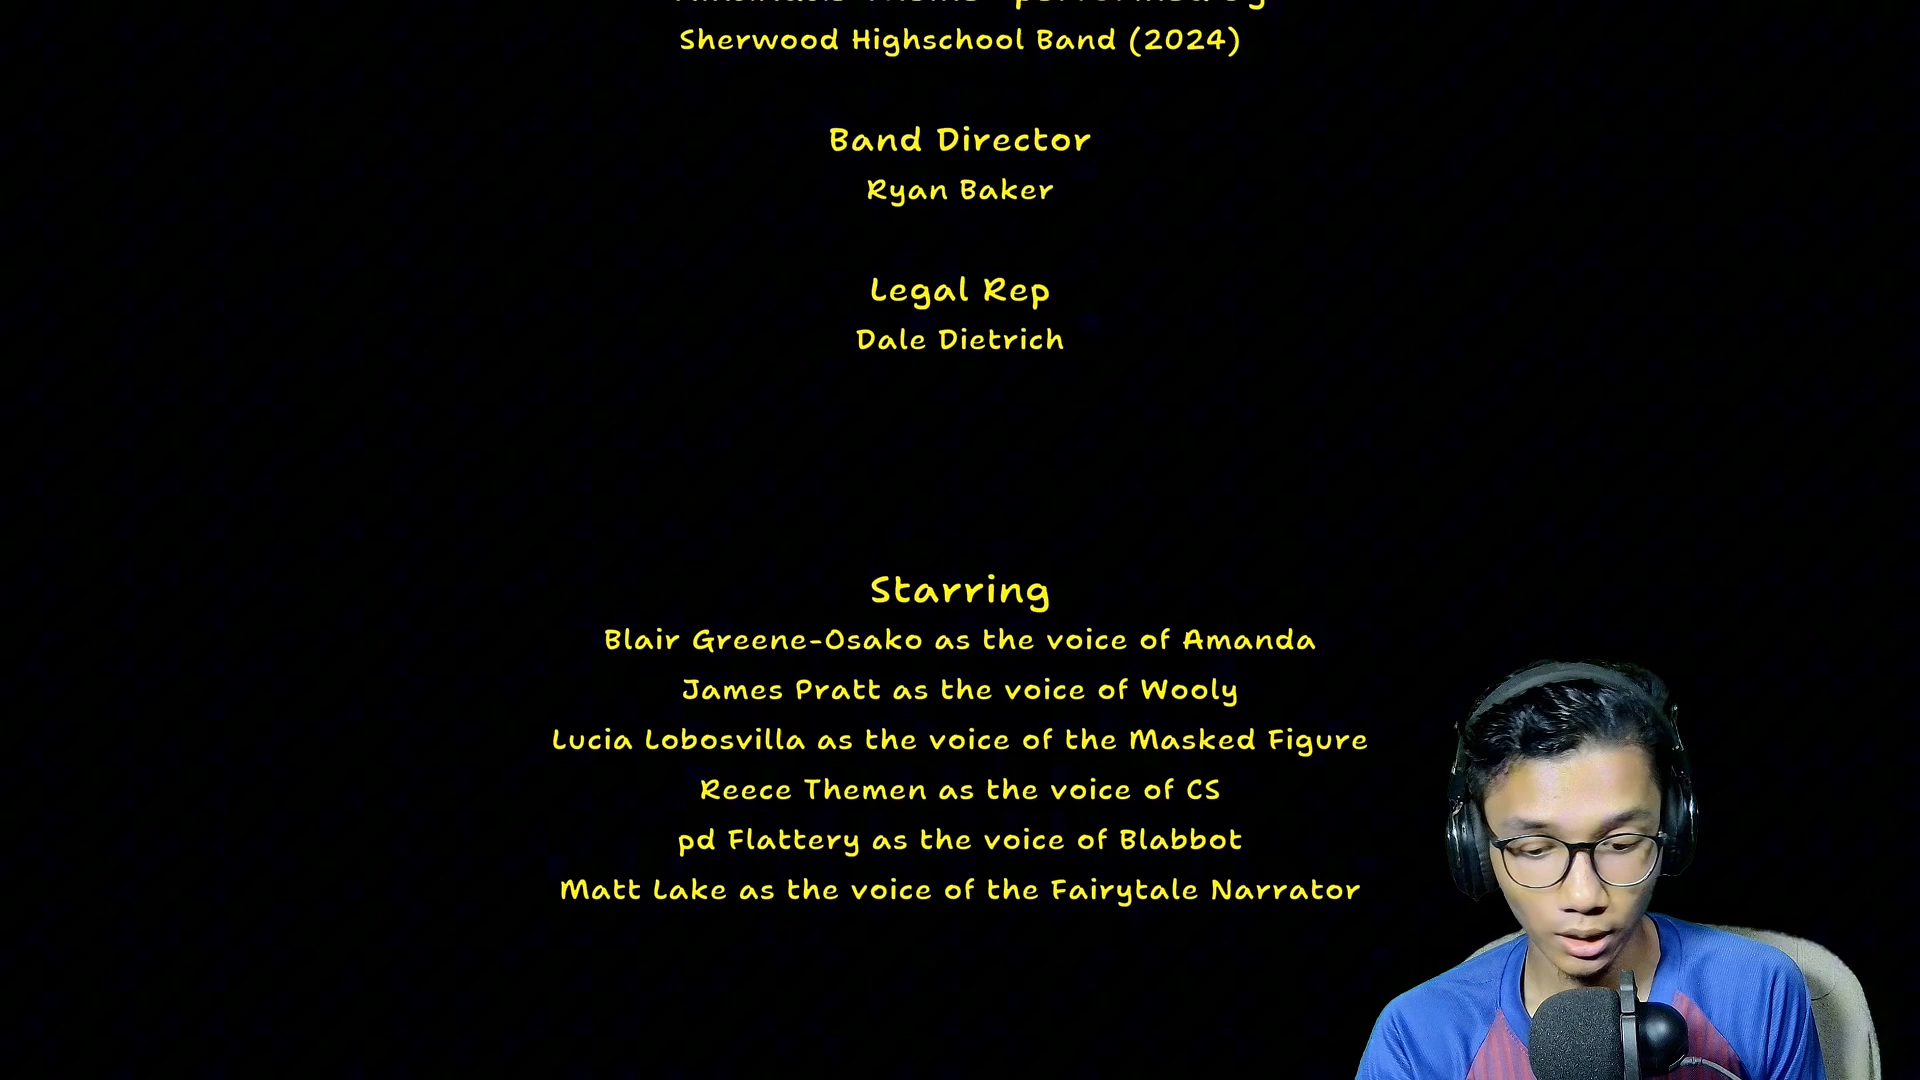 performed by
Sherwood Highschool Band (2024)
Band Director
Ryan Baker
Legal Rep
Dale Dietrich
Starring
Blair Greene-Osako as the voice of Amanda
James Pratt as the voice of Wooly
Lucia Lobosvilla as the voice of the Masked Figure
Reece Themen as the voice of CS
pd Flattery as the voice of Blabbot
Matt Lake as the voice of the Fairytale Narrator